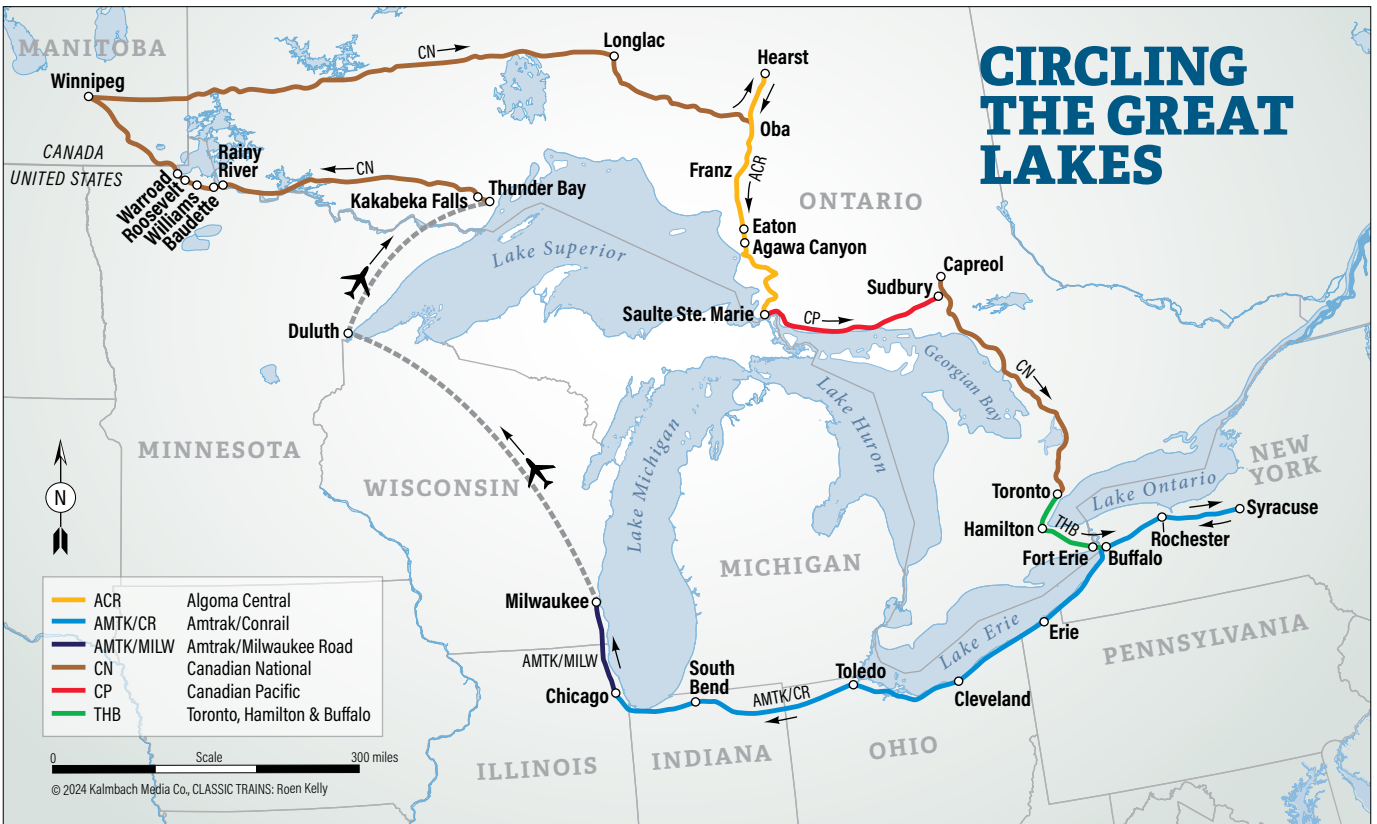 CIRCLING
THE GREAT
LAKES
MANITOBA
Winnipeg
CN
Longlac
Hearst
Oba
CANADA
UNITED STATES
Rainy
River
CN
Warroad
Roosevelt
Williams
Baudette
Kakabeka Falls
Thunder Bay
Franz
ACR
ONTARIO
Eaton
Agawa Canyon
Lake Superior
Capreol
Sudbury
Saulte Ste. Marie
CP
Duluth
Georgian Bay
CN
Lake Huron
Lake Michigan
MINNESOTA
WISCONSIN
N
NEW
YORK
Toronto
Lake Ontario
Syracuse
Hamilton
THB
Rochester
Fort Erie
Buffalo
MICHIGAN
Milwaukee
Lake Erie
Erie
PENNSYLVANIA
AMTK/MILW
South
Bend
Toledo
Chicago
AMTK/CR
Cleveland
ILLINOIS
INDIANA
OHIO
ACR Algoma Central
AMTK/CR Amtrak/Conrail
AMTK/MILW Amtrak/Milwaukee Road
CN Canadian National
CP Canadian Pacific
THB Toronto, Hamilton & Buffalo
0 Scale 300 miles
© 2024 Kalmbach Media Co., CLASSIC TRAINS: Roen Kelly